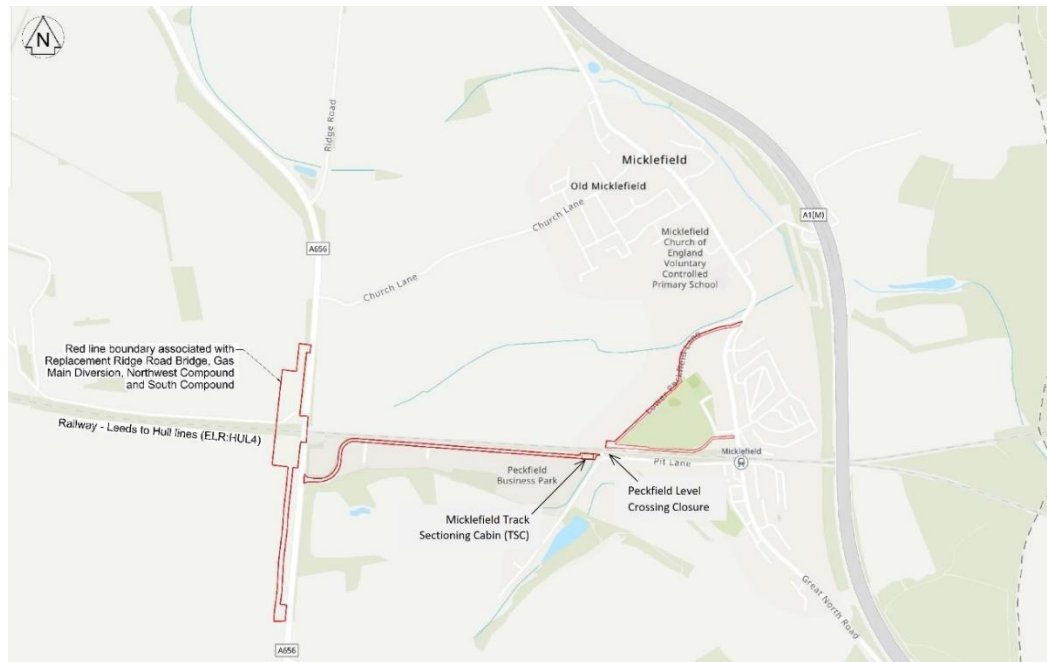 N
Ridge Road
Micklefield
Old Micklefield
Church Lane
A1(M)
Micklefield
Church of
England
Voluntary
Controlled
Primary School
A656
Church Lane
Red line boundary associated with
Replacement Ridge Road Bridge, Gas
Main Diversion, Northwest Compound
and South Compound
Lower Peckfield Lane
Railway - Leeds to Hull lines (ELR:HUL4)
Micklefield
Pit Lane
Peckfield
Business Park
Peckfield Level
Crossing Closure
Micklefield Track
Sectioning Cabin (TSC)
Great North Road
A656